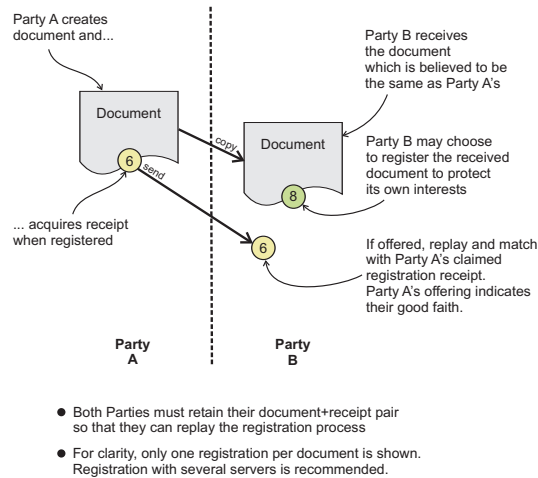 Party A creates
document and...
Party B receives
the document
which is believed to be
the same as Party A's
Document
copy
Document
Party B may choose
to register the received
document to protect
its own interests
6
send
8
... acquires receipt
when registered
6
If offered, replay and match
with Party A's claimed
registration receipt.
Party A's offering indicates
their good faith.
Party
A
Party
B
● Both Parties must retain their document+receipt pair
so that they can replay the registration process
● For clarity, only one registration per document is shown.
Registration with several servers is recommended.